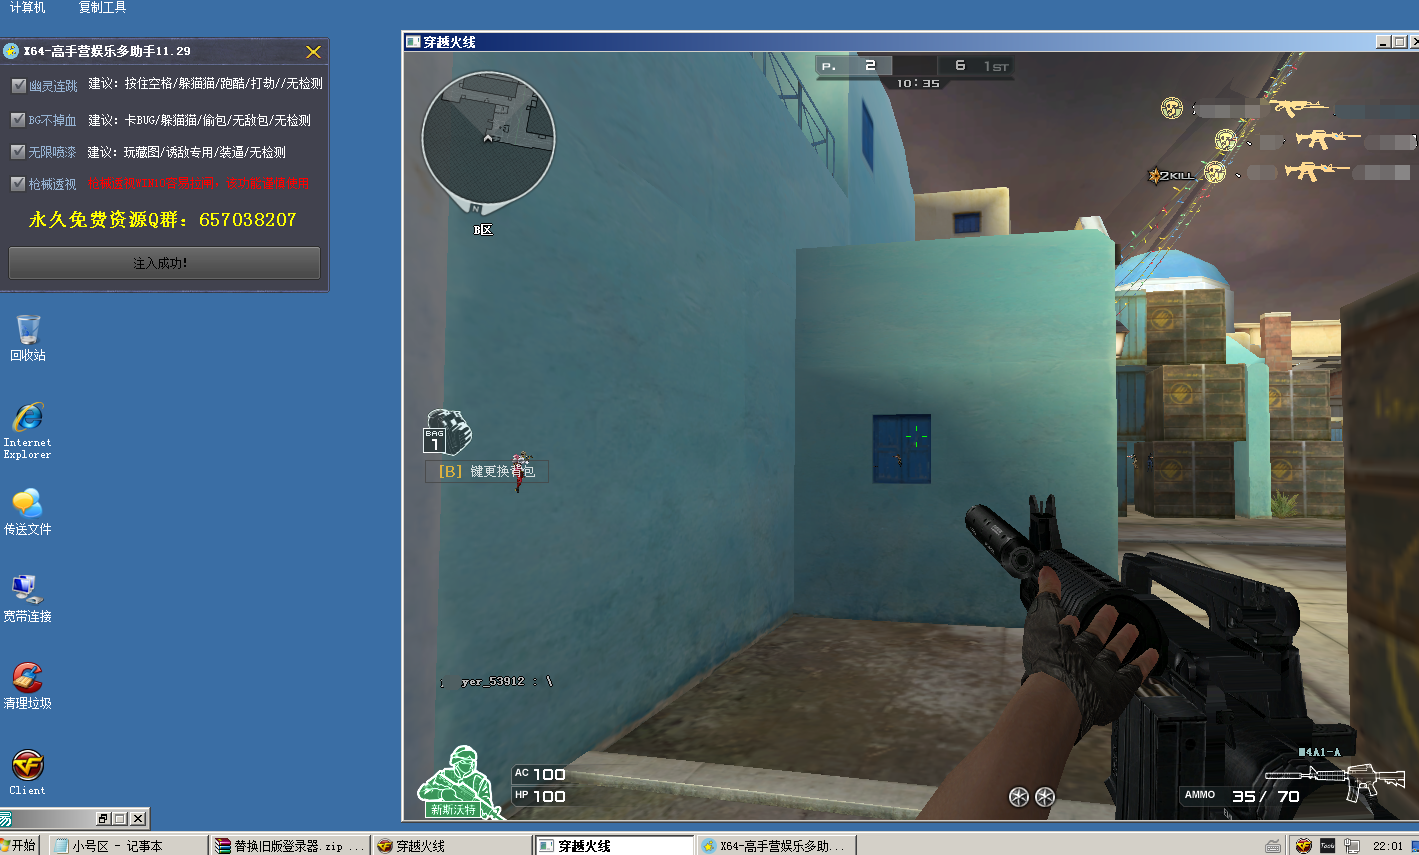 计算机 复制工具
X64-高手营娱乐多助手11.29
幽灵连跳 建议：按住空格/躲猫猫/跑酷/打劫//无检测
BG不掉血 建议：卡BUG/躲猫猫/偷包/无敌包/无检测
无限喷漆 建议：玩藏图/诱敌专用/装逼/无检测
枪械透视
永久免费资源Q群：657038207
注入成功!
回收站
Internet
Explorer
传送文件
宽带连接
清理垃圾
Client
穿越火线
P. 2 6 1ST
10:35
2KILL
N
B区
BAG
1
[B] 键更换背包
yer_53912 : \
新斯沃特
AC 100
HP 100
M4A1-A
AMMO 35/ 70
开始 小号区 - 记事本 替换旧版登录器.zip ... 穿越火线 穿越火线 X64-高手营娱乐多助... Tools 22:01